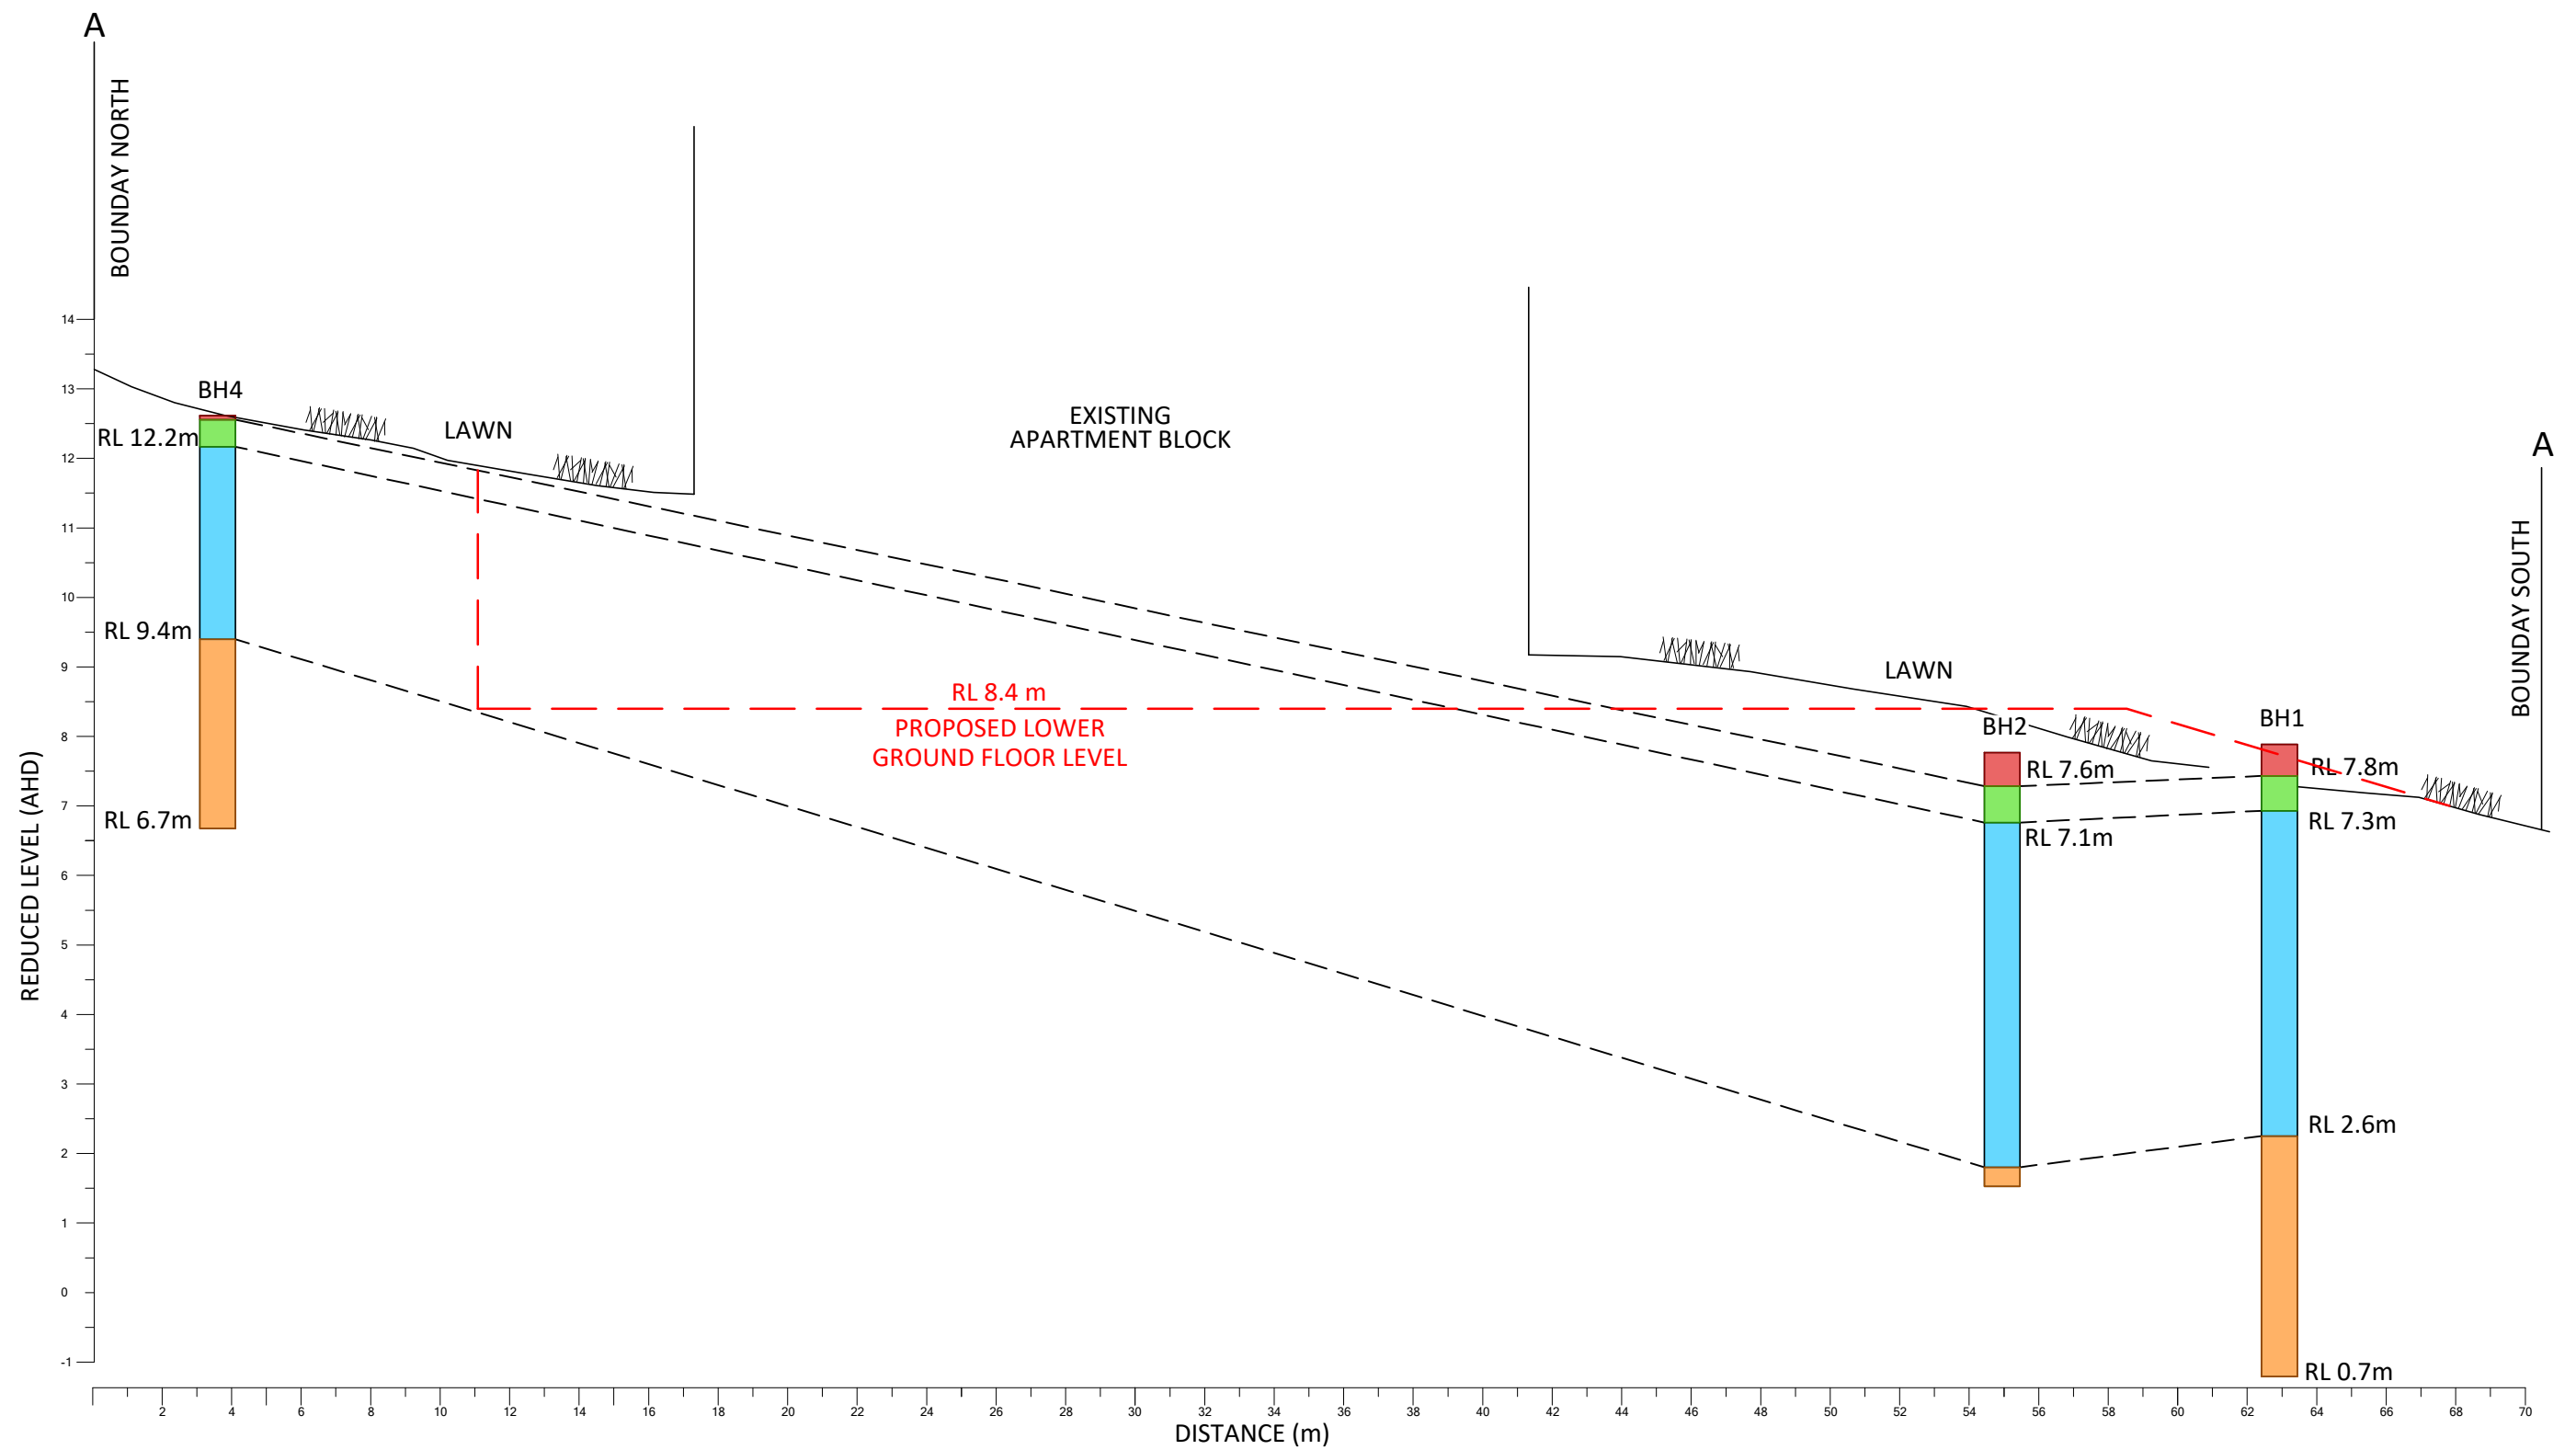 A
BOUNDAY NORTH
14
13
12
11
10
9
8
7
6
5
4
3
2
1
0
-1
REDUCED LEVEL (AHD)
BH4
RL 12.2m
RL 9.4m
RL 6.7m
LAWN
EXISTING
APARTMENT BLOCK
RL 8.4 m
PROPOSED LOWER
GROUND FLOOR LEVEL
LAWN
BH2
RL 7.6m
RL 7.1m
BH1
RL 7.8m
RL 7.3m
RL 2.6m
RL 0.7m
A
BOUNDAY SOUTH
2 4 6 8 10 12 14 16 18 20 22 24 26 28 30 32 34 36 38 40 42 44 46 48 50 52 54 56 58 60 62 64 66 68 70
DISTANCE (m)